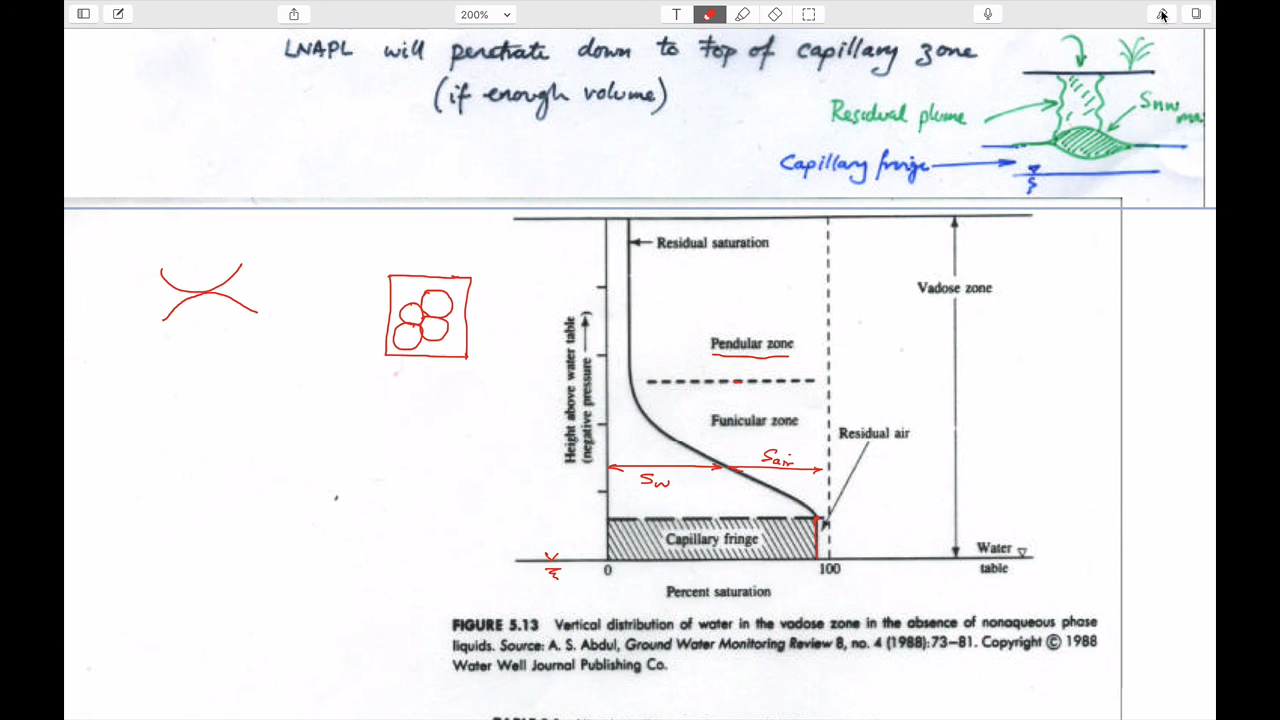 200%
T
LNAPL will penetrate down to top of capillary zone
(if enough volume)
Residual plume
Snw
Capillary fringe
Residual saturation
Vadose zone
Height above water table
(negative pressure →)
Pendular zone
Funicular zone
Residual air
Sair
Sw
Capillary fringe
Water
table
0
100
Percent saturation
FIGURE 5.13 Vertical distribution of water in the vadose zone in the absence of nonaqueous phase
liquids. Source: A. S. Abdul, Ground Water Monitoring Review 8, no. 4 (1988):73–81. Copyright © 1988
Water Well Journal Publishing Co.